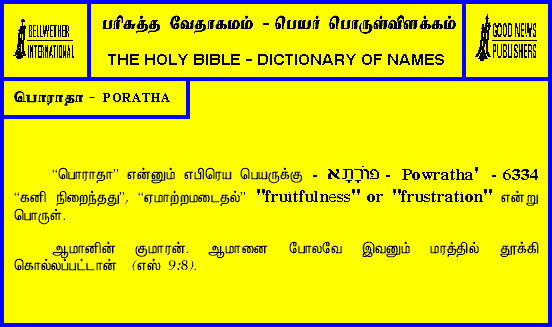 BELLWETHER
INTERNATIONAL
பரிசுத்த வேதாகமம் - பெயர் பொருள்விளக்கம்
THE HOLY BIBLE - DICTIONARY OF NAMES
GOOD NEWS
PUBLISHERS
பொராதா - PORATHA
“பொராதா” என்னும் எபிரெய பெயருக்கு - פּוֹרָתָא - Powratha' - 6334
“கனி நிறைந்தது”, “ஏமாற்றமடைதல்” "fruitfulness" or "frustration" என்று
பொருள்.
ஆமானின் குமாரன். ஆமானை போலவே இவனும் மரத்தில் தூக்கி
கொல்லப்பட்டான் (எஸ் 9:8).